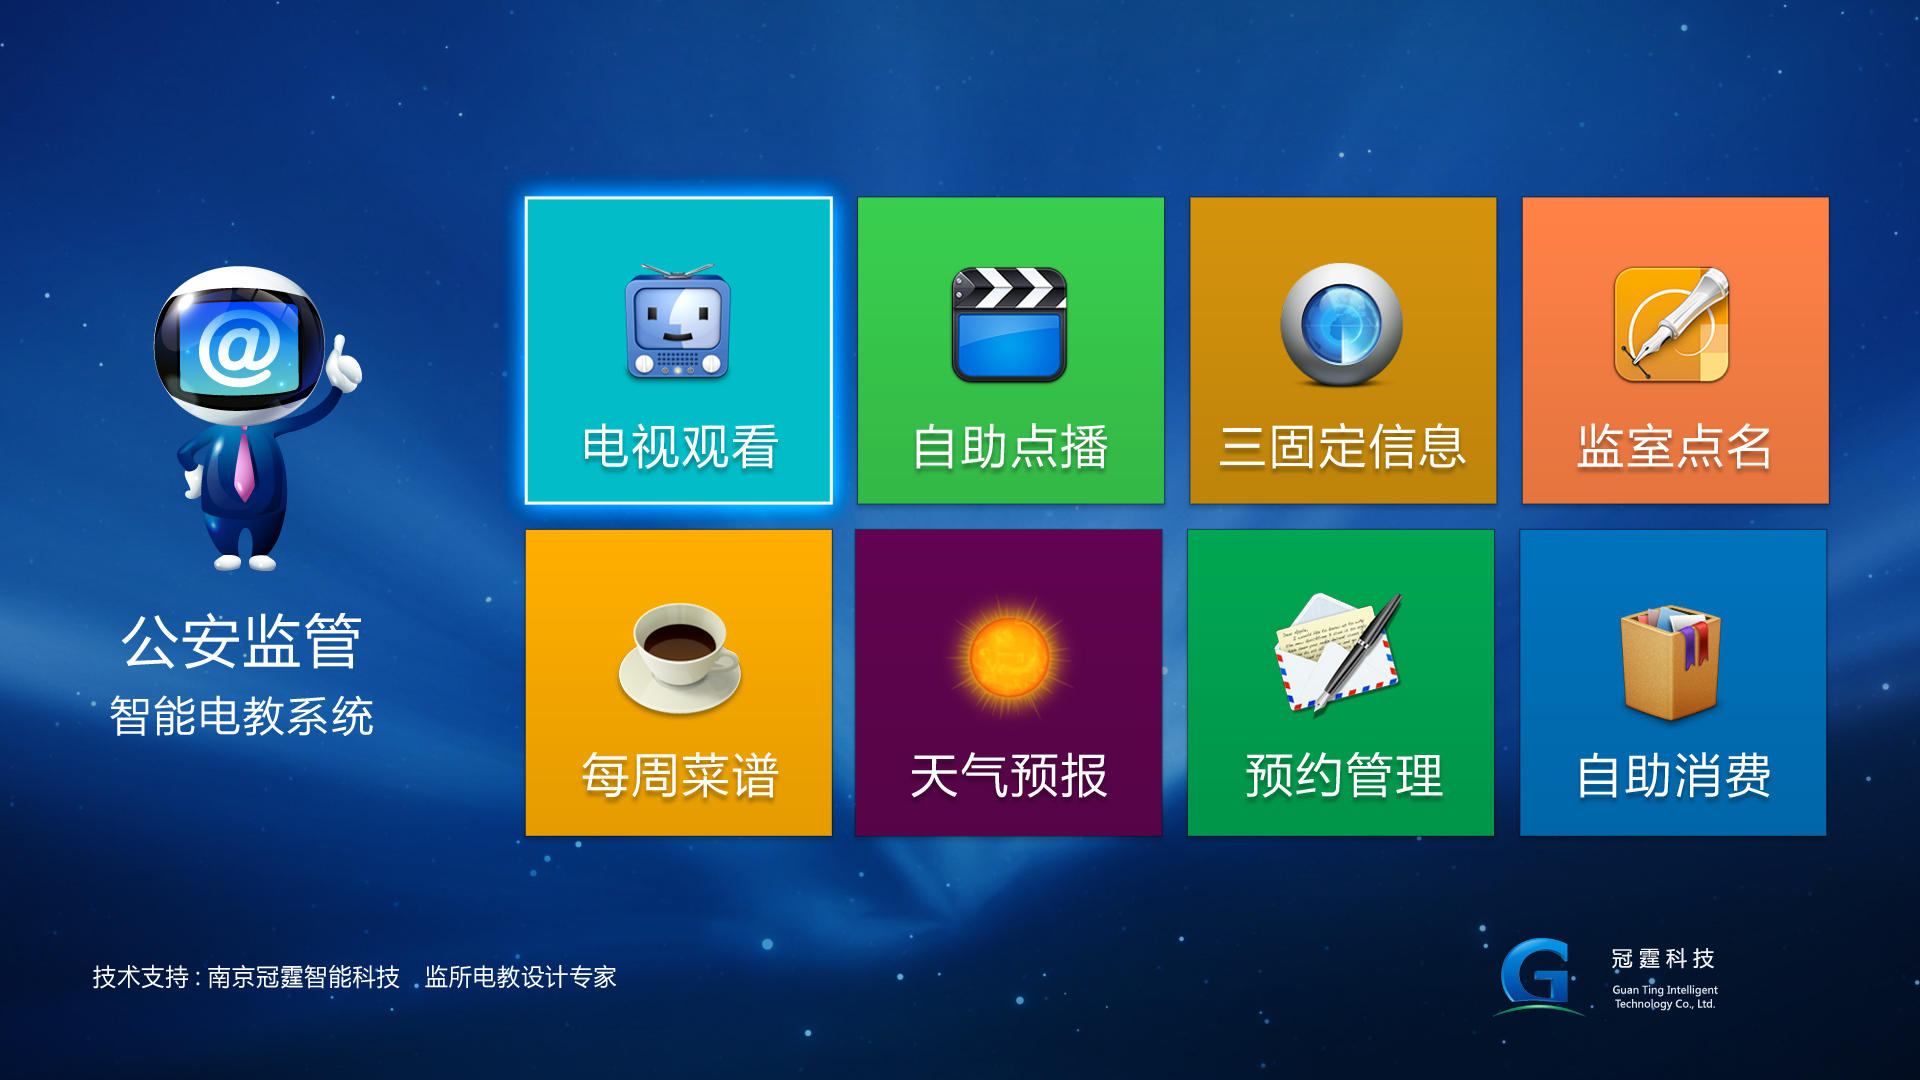 电视观看
自助点播
三固定信息
监室点名
公安监管
智能电教系统
每周菜谱
天气预报
预约管理
自助消费
技术支持 : 南京冠霆智能科技 监所电教设计专家
冠霆科技
Guan Ting Intelligent
Technology Co., Ltd.